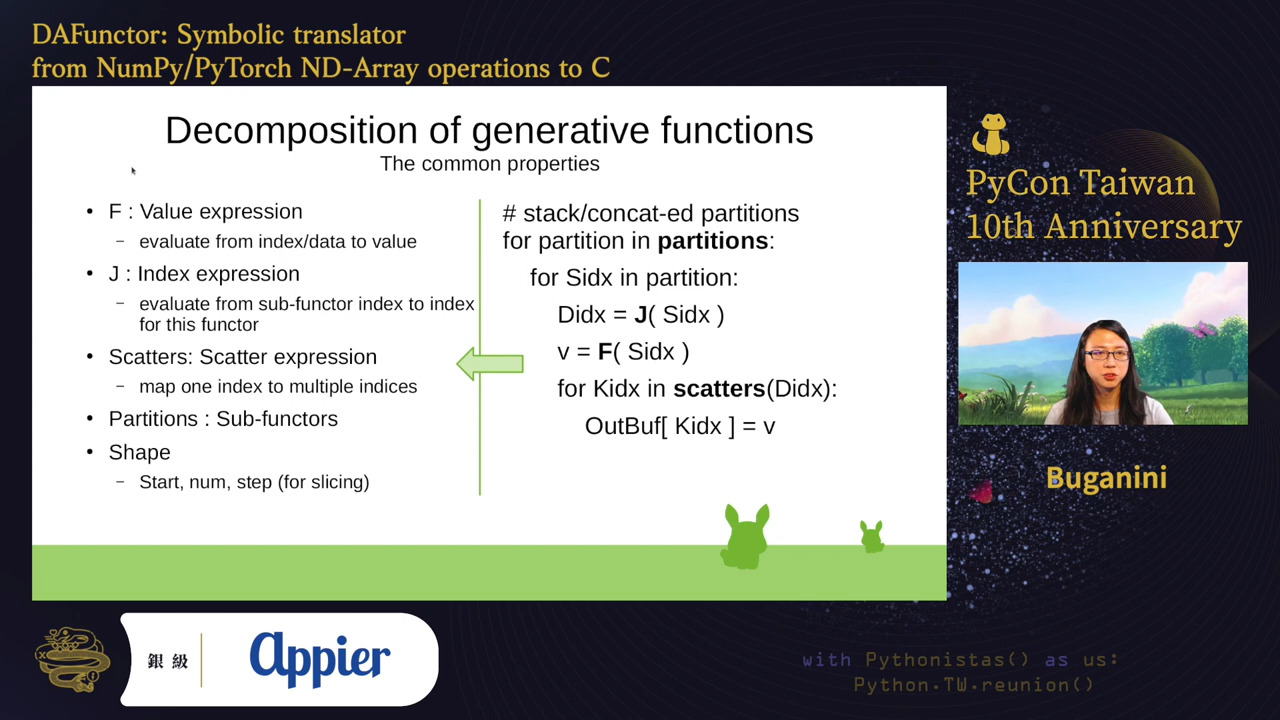 DAFunctor: Symbolic translator
from NumPy/PyTorch ND-Array operations to C
Decomposition of generative functions
The common properties
• F : Value expression
– evaluate from index/data to value
• J : Index expression
– evaluate from sub-functor index to index
for this functor
• Scatters: Scatter expression
– map one index to multiple indices
• Partitions : Sub-functors
• Shape
– Start, num, step (for slicing)
# stack/concat-ed partitions
for partition in partitions:
for Sidx in partition:
Didx = J( Sidx )
v = F( Sidx )
for Kidx in scatters(Didx):
OutBuf[ Kidx ] = v
PyCon Taiwan
10th Anniversary
Buganini
銀級
Appier
with Pythonistas() as us:
Python.TW.reunion()